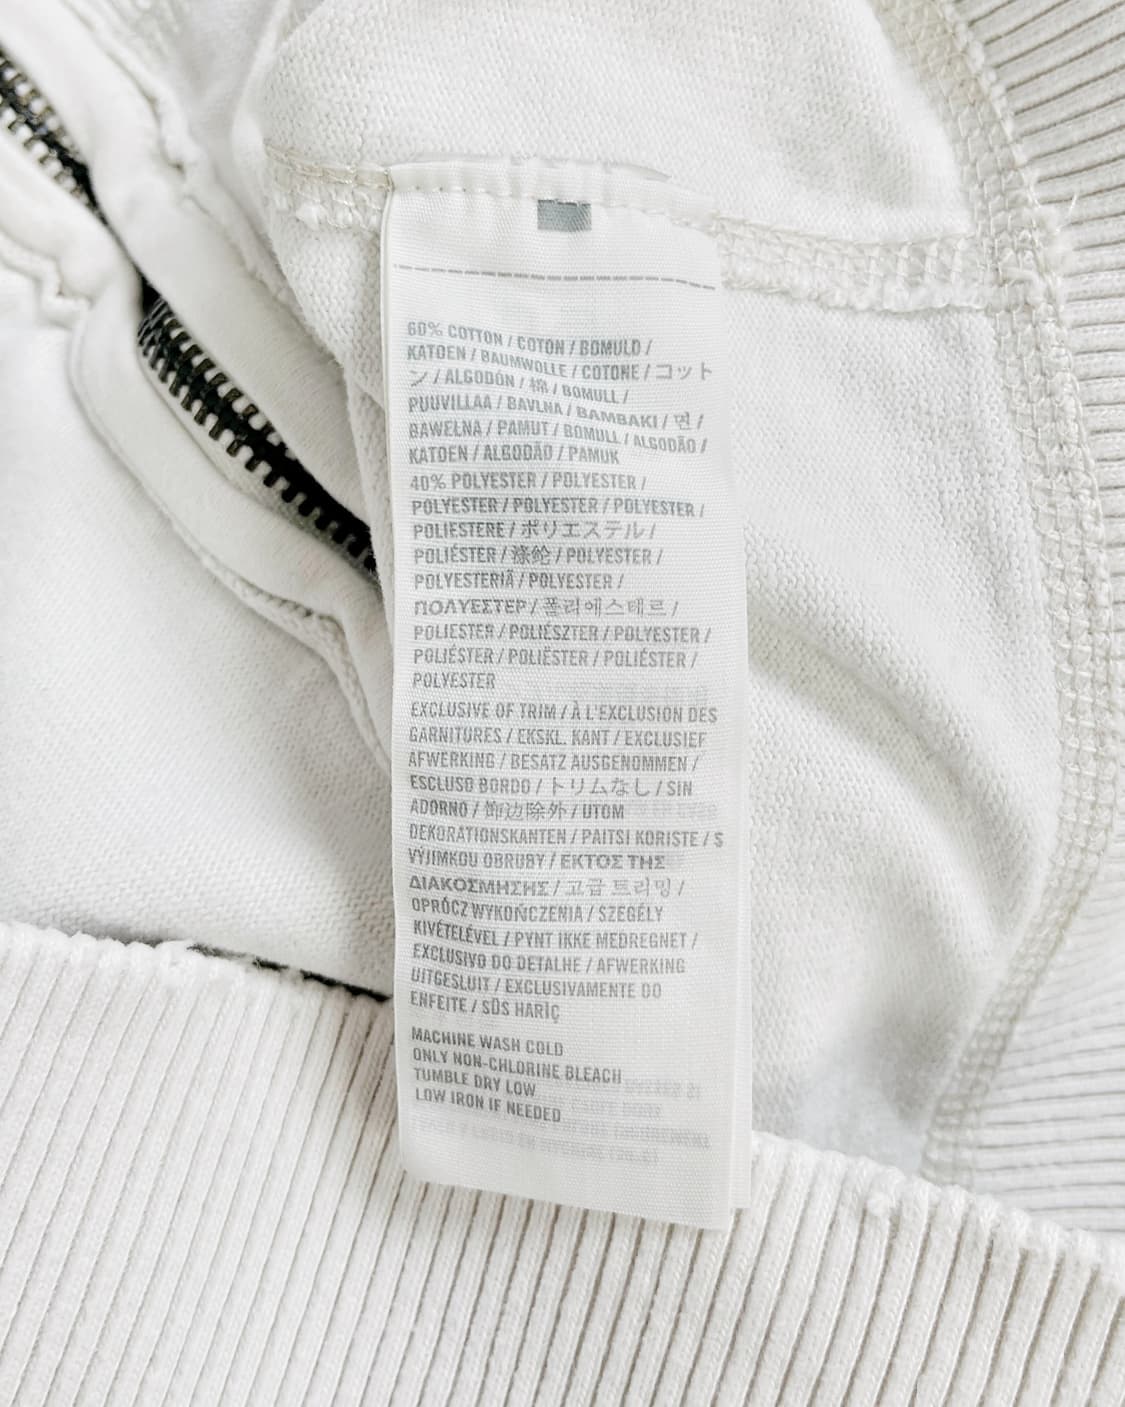 60% COTTON / COTON / BOMULD /
KATOEN / BAUMWOLLE / COTONE / コット
ン / ALGODÓN / 棉 / BOMULL /
PUUVILLAA / BAVLNA / BAMBAKI / 면 /
BAWEŁNA / PAMUT / BOMULL / ALGODÃO /
KATOEN / ALGODÃO / PAMUK
40% POLYESTER / POLYESTER /
POLYESTER / POLYESTER / POLYESTER /
POLIESTERE / ポリエステル /
POLIÉSTER / 涤纶 / POLYESTER /
POLYESTERIÄ / POLYESTER /
ΠΟΛΥΕΣΤΕΡ / 폴리에스테르 /
POLIESTER / POLIÉSZTER / POLYESTER /
POLIÉSTER / POLIËSTER / POLIÉSTER /
POLYESTER
EXCLUSIVE OF TRIM / À L'EXCLUSION DES
GARNITURES / EKSKL. KANT / EXCLUSIEF
AFWERKING / BESATZ AUSGENOMMEN /
ESCLUSO BORDO / トリムなし / SIN
ADORNO / 饰边除外 / UTOM
DEKORATIONSKANTEN / PAITSI KORISTE / S
VÝJIMKOU OBRUBY / ΕΚΤΟΣ ΤΗΣ
ΔΙΑΚΟΣΜΗΣΗΣ / 고급 트리밍 /
OPRÓCZ WYKOŃCZENIA / SZEGÉLY
KIVÉTELÉVEL / PYNT IKKE MEDREGNET /
EXCLUSIVO DO DETALHE / AFWERKING
UITGESLUIT / EXCLUSIVAMENTE DO
ENFEITE / SÜS HARİÇ
MACHINE WASH COLD
ONLY NON-CHLORINE BLEACH
TUMBLE DRY LOW
LOW IRON IF NEEDED